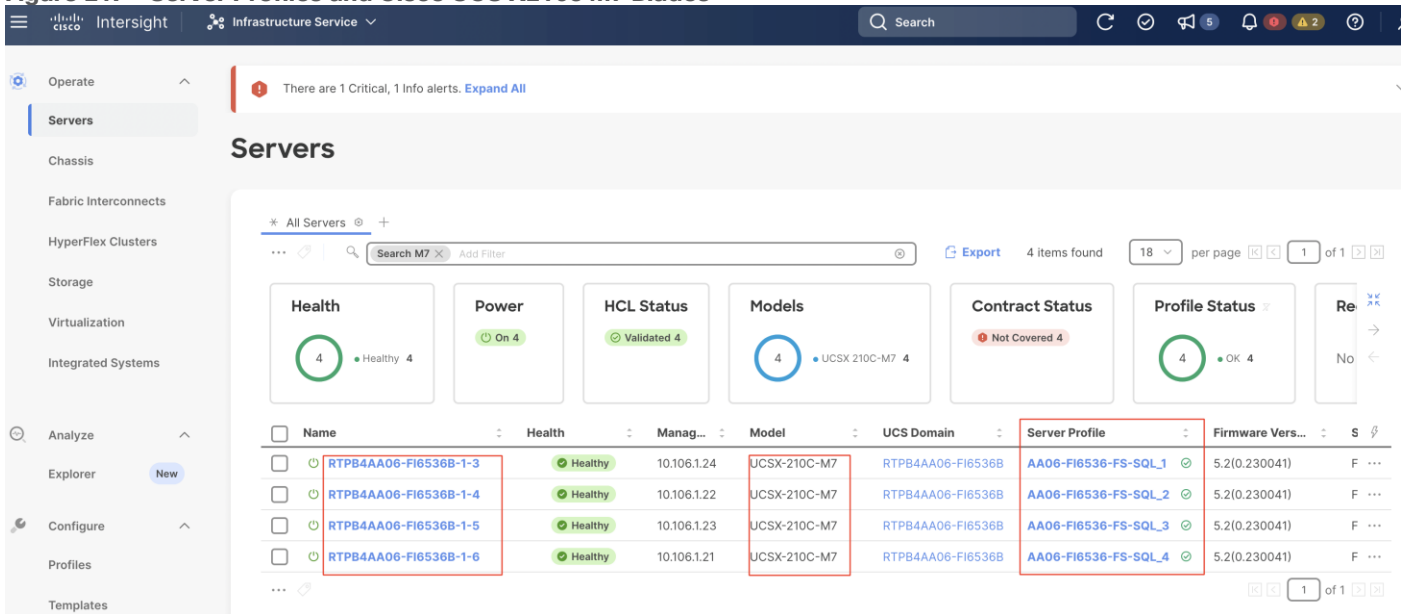 Intersight
Infrastructure Service
Search
5
2
Operate
Servers
Chassis
Fabric Interconnects
HyperFlex Clusters
Storage
Virtualization
Integrated Systems
Analyze
Explorer New
Configure
Profiles
Templates
There are 1 Critical, 1 Info alerts. Expand All
Servers
All Servers
Search M7 Add Filter
Export 4 items found 18 per page 1 of 1
Health
4 Healthy 4
Power
On 4
HCL Status
Validated 4
Models
4 UCSX 210C-M7 4
Contract Status
Not Covered 4
Profile Status
4 OK 4
No
Name Health Manag... Model UCS Domain Server Profile Firmware Vers... S
RTPB4AA06-FI6536B-1-3 Healthy 10.106.1.24 UCSX-210C-M7 RTPB4AA06-FI6536B AA06-FI6536-FS-SQL_1 5.2(0.230041) F ...
RTPB4AA06-FI6536B-1-4 Healthy 10.106.1.22 UCSX-210C-M7 RTPB4AA06-FI6536B AA06-FI6536-FS-SQL_2 5.2(0.230041) F ...
RTPB4AA06-FI6536B-1-5 Healthy 10.106.1.23 UCSX-210C-M7 RTPB4AA06-FI6536B AA06-FI6536-FS-SQL_3 5.2(0.230041) F ...
RTPB4AA06-FI6536B-1-6 Healthy 10.106.1.21 UCSX-210C-M7 RTPB4AA06-FI6536B AA06-FI6536-FS-SQL_4 5.2(0.230041) F ...
1 of 1